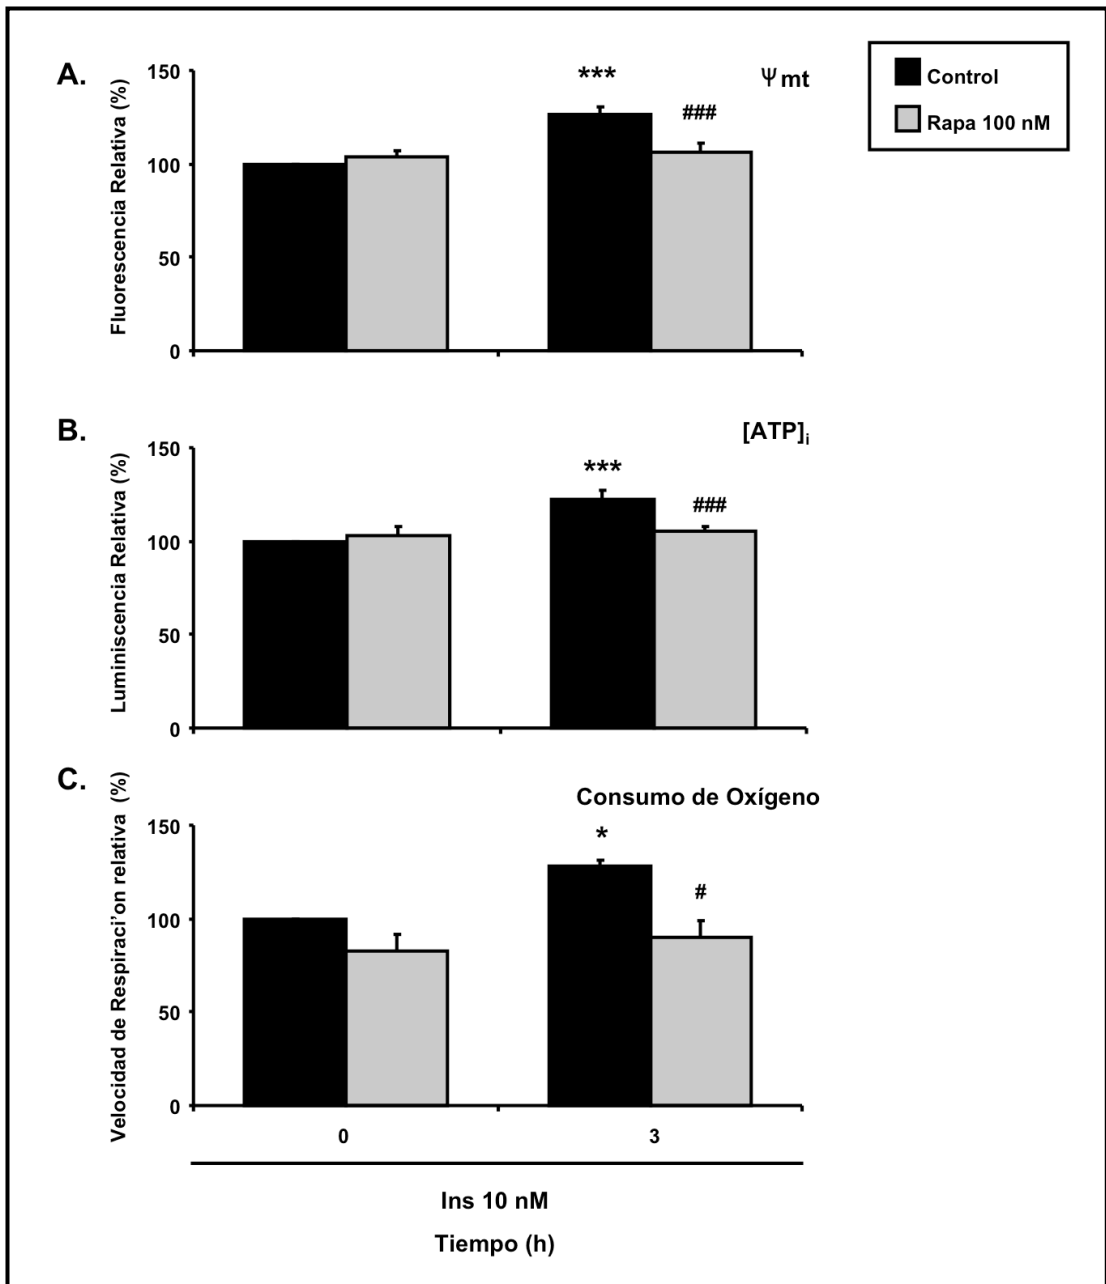 A.
Fluorescencia Relativa (%)
150
100
50
0
***
###
Ψmt
Control
Rapa 100 nM
B.
Luminiscencia Relativa (%)
150
100
50
0
***
###
[ATP]i
C.
Velocidad de Respiraci'on relativa (%)
150
100
50
0
Consumo de Oxígeno
*
#
0
3
Ins 10 nM
Tiempo (h)